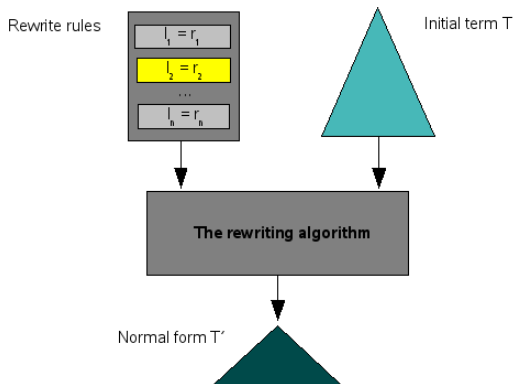 Rewrite rules
Initial term T
l₁ = r₁
l₂ = r₂
...
lₙ = rₙ
The rewriting algorithm
Normal form T´